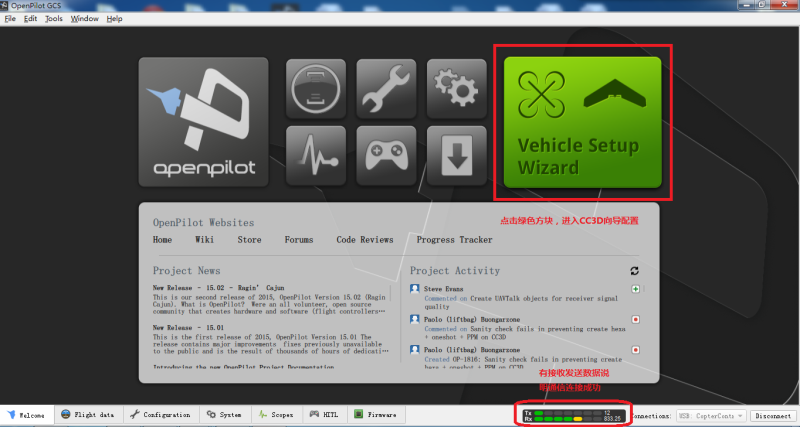 OpenPilot GCS
File Edit Tools Window Help
openpilot
Vehicle Setup
Wizard
点击绿色方块，进入CC3D向导配置
OpenPilot Websites
Home Wiki Store Forums Code Reviews Progress Tracker
Project News
New Release - 15.02 - Ragin' Cajun
This is our second release of 2015, OpenPilot Version 15.02 (Ragin
Cajun). What is OpenPilot? Were an all volunteer, open source
community that creates hardware and software (flight controllers…
New Release - 15.01
This is the first release of 2015, OpenPilot Version 15.01 The
release contains major improvements fixes previously unavailable
to the public and is the result of thousands of hours of dedicati…
Introducing the new OpenPilot Project Documentation
Project Activity
Steve Evans
Commented on Create UAVTalk objects for receiver signal
quality
Paolo (liftbag) Buongarzone
Commented on Sanity check fails in preventing create hexa
+ oneshot + PPM on CC3D
Paolo (liftbag) Buongarzone
Created OP-1816: Sanity check fails in preventing create hexa
+ oneshot + PPM on CC3D
有接收发送数据说
明通信连接成功
Welcome Flight data Configuration System Scopes HITL Firmware
Tx 12
Rx 833.25
Connections: USB: CopterContr Disconnect